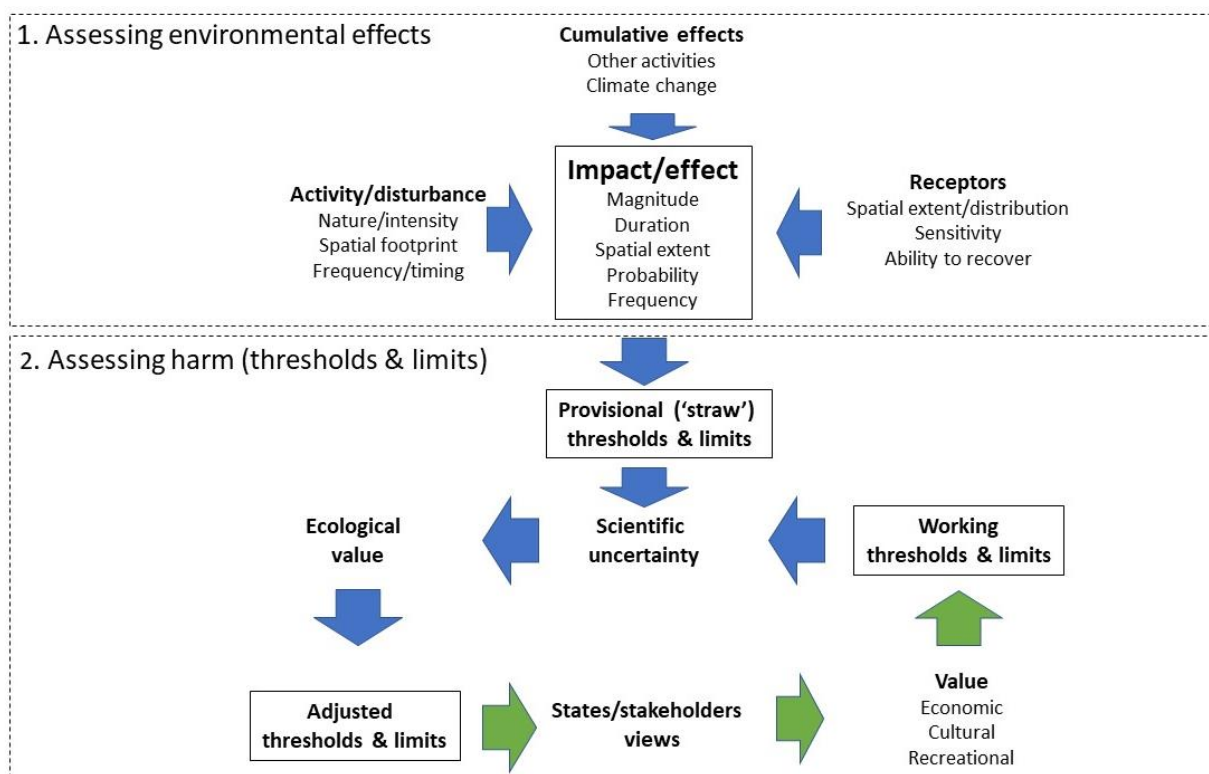 1. Assessing environmental effects
Cumulative effects
Other activities
Climate change
Activity/disturbance
Nature/intensity
Spatial footprint
Frequency/timing
Impact/effect
Magnitude
Duration
Spatial extent
Probability
Frequency
Receptors
Spatial extent/distribution
Sensitivity
Ability to recover
2. Assessing harm (thresholds & limits)
Provisional (‘straw’)
thresholds & limits
Ecological
value
Scientific
uncertainty
Working
thresholds & limits
Adjusted
thresholds & limits
States/stakeholders
views
Value
Economic
Cultural
Recreational